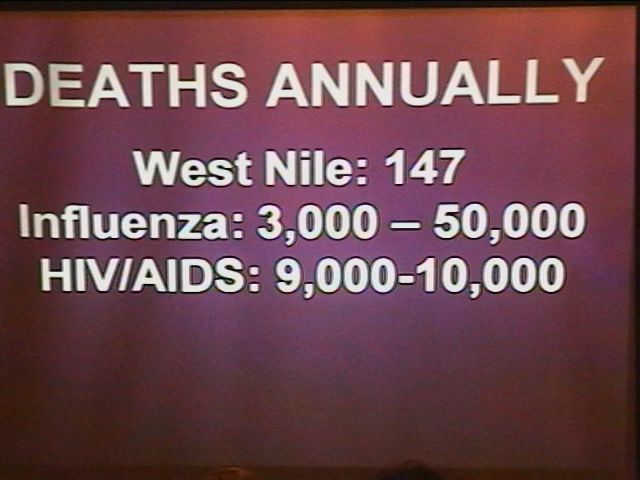 DEATHS ANNUALLY
West Nile: 147
Influenza: 3,000 – 50,000
HIV/AIDS: 9,000-10,000